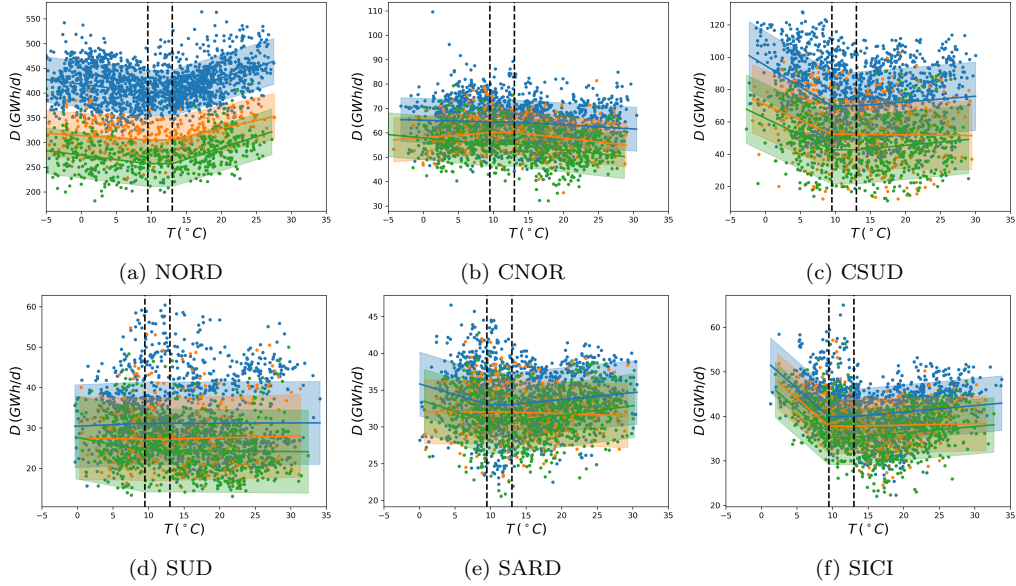 550
500
450
400
350
300
250
200
D (GWh/d)
-5 0 5 10 15 20 25 30 35
T (°C)
(a) NORD
110
100
90
80
70
60
50
40
30
D (GWh/d)
-5 0 5 10 15 20 25 30 35
T (°C)
(b) CNOR
120
100
80
60
40
20
D (GWh/d)
-5 0 5 10 15 20 25 30 35
T (°C)
(c) CSUD
60
50
40
30
20
D (GWh/d)
-5 0 5 10 15 20 25 30 35
T (°C)
(d) SUD
45
40
35
30
25
20
D (GWh/d)
-5 0 5 10 15 20 25 30 35
T (°C)
(e) SARD
60
50
40
30
20
D (GWh/d)
-5 0 5 10 15 20 25 30 35
T (°C)
(f) SICI